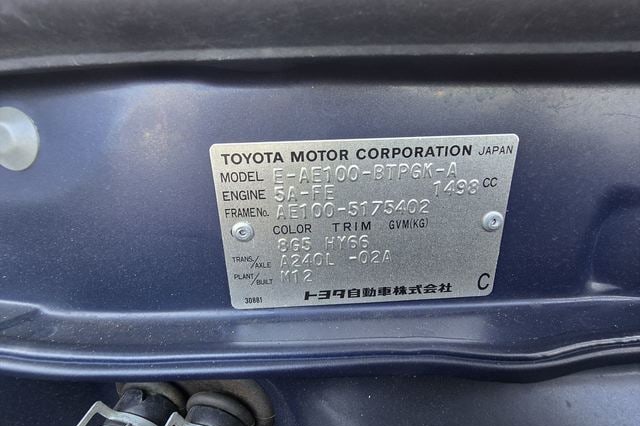 TOYOTA MOTOR CORPORATION JAPAN
MODEL E-AE100-BTPGK-A
ENGINE 5A-FE 1498 CC
FRAME No. AE100-5175402
COLOR TRIM GVM(KG)
8G5 HY66
TRANS./AXLE A240L -02A
PLANT/BUILT M12
30881 トヨタ自動車株式会社 C